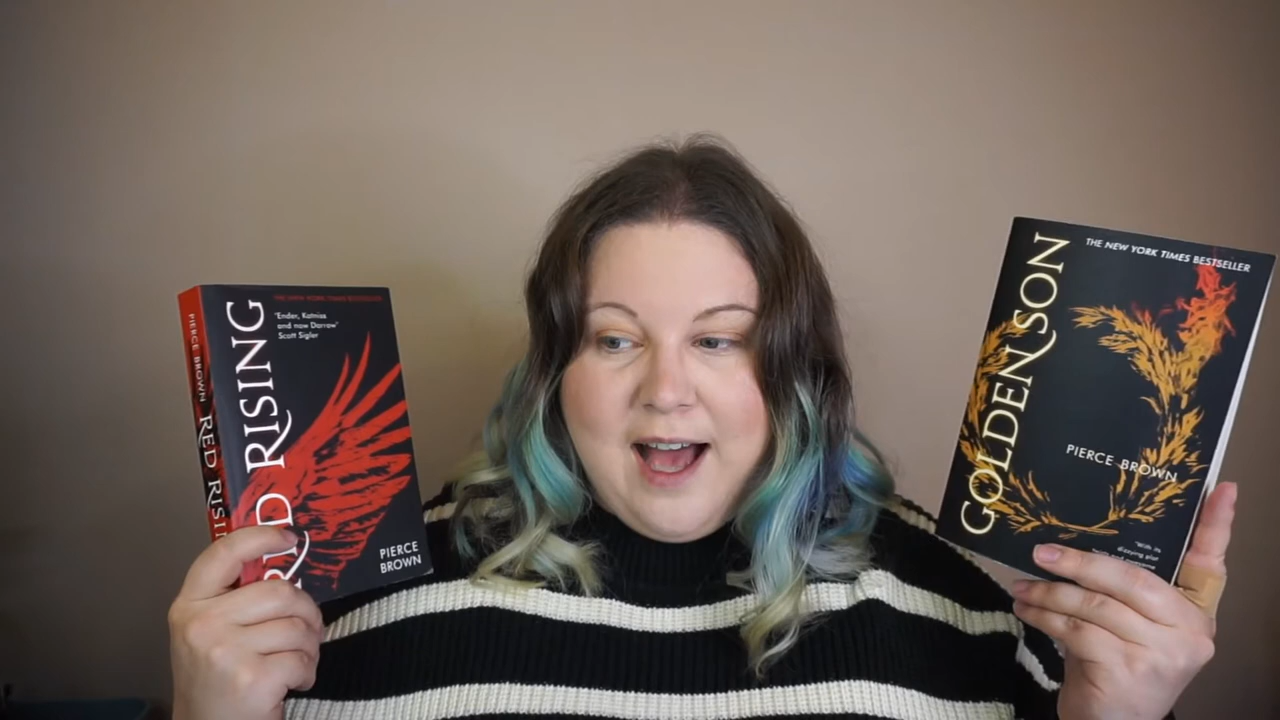 PIERCE BROWN RED RISI
RED RISING
THE NEW YORK TIMES BESTSELLER
'Ender, Katniss
and now Darrow'
Scott Sigler
PIERCE
BROWN
GOLDEN SON
THE NEW YORK TIMES BESTSELLER
PIERCE BROWN
"With its
dizzying plot